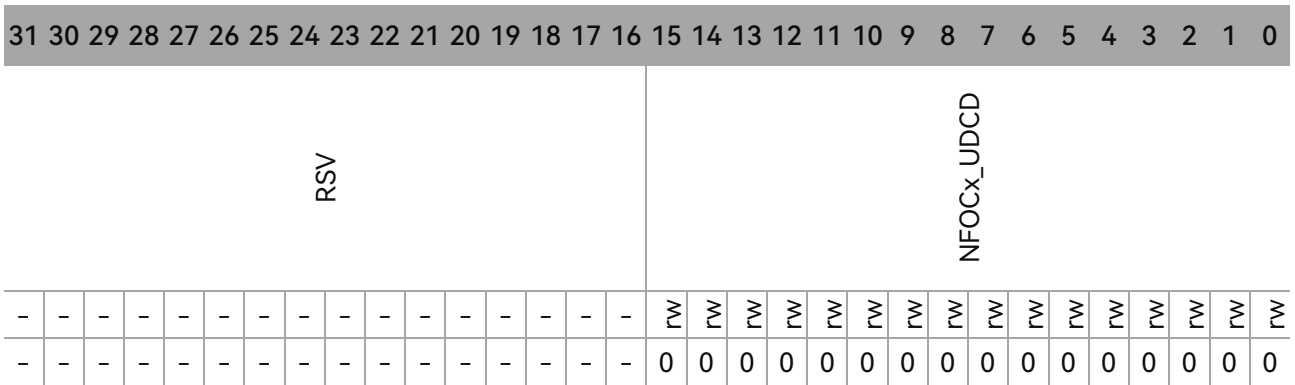 31 30 29 28 27 26 25 24 23 22 21 20 19 18 17 16 15 14 13 12 11 10 9 8 7 6 5 4 3 2 1 0
RSV NFOCx_UDCD
– – – – – – – – – – – – – – – – rw rw rw rw rw rw rw rw rw rw rw rw rw rw rw rw
– – – – – – – – – – – – – – – – 0 0 0 0 0 0 0 0 0 0 0 0 0 0 0 0